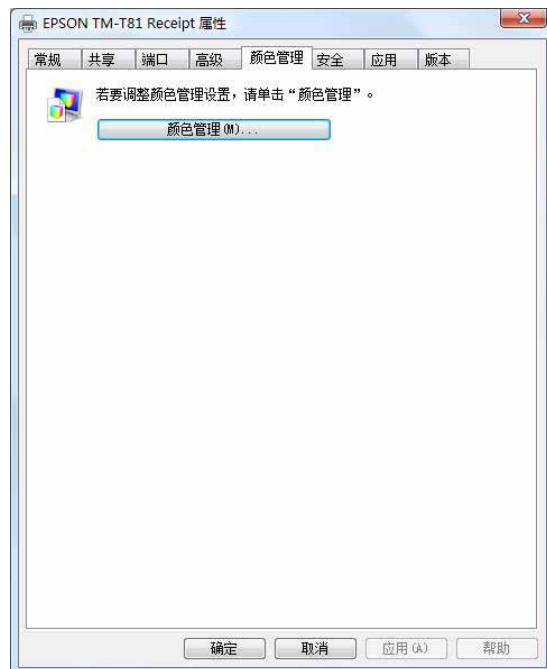 EPSON TM-T81 Receipt 属性
常规 共享 端口 高级 颜色管理 安全 应用 版本
若要调整颜色管理设置，请单击“颜色管理”。
颜色管理(M)...
确定 取消 应用(A) 帮助